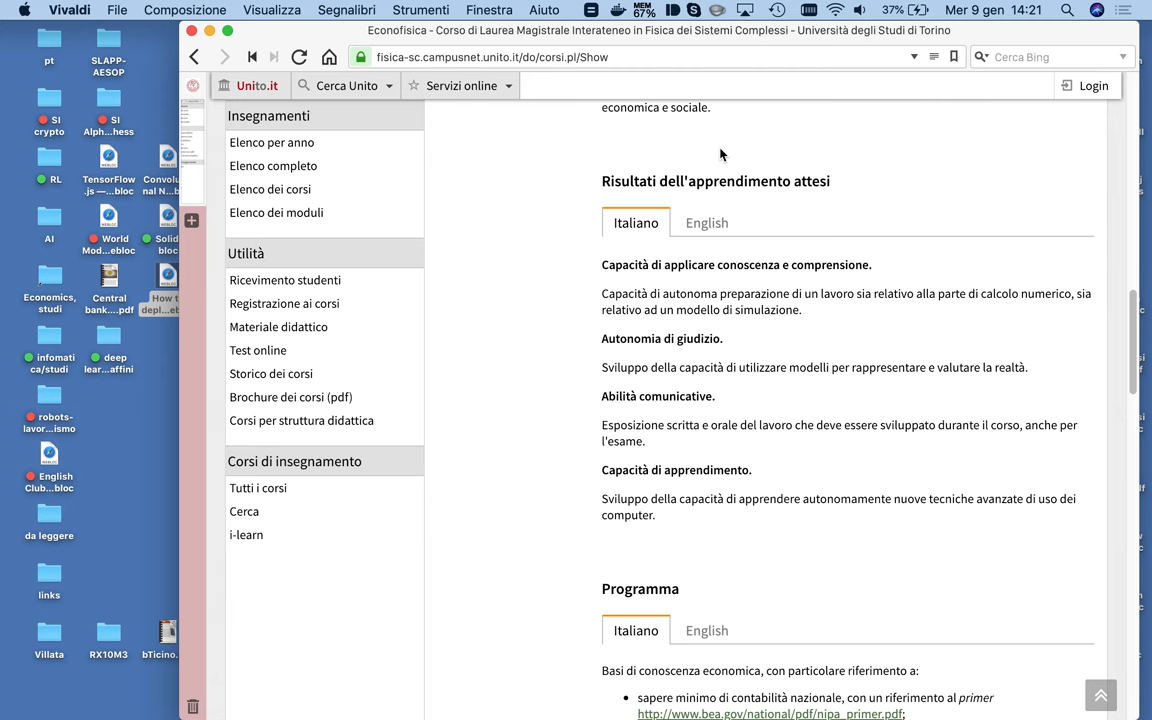 Vivaldi File Composizione Visualizza Segnalibri Strumenti Finestra Aiuto MEM 67% 37% Mer 9 gen 14:21
Econofisica - Corso di Laurea Magistrale Interateneo in Fisica dei Sistemi Complessi - Università degli Studi di Torino
fisica-sc.campusnet.unito.it/do/corsi.pl/Show
Cerca Bing
Unito.it Cerca Unito Servizi online Login
pt
SLAPP-
AESOP
SI
crypto
SI
Alph...hess
RL
TensorFlow
.js —...bloc
Convolu
nal N...b
AI
World
Mod...ebloc
Solid
bloc
Economics,
studi
Central
bank....pdf
How t
depl...e
infomati
ca/studi
deep
lear...affini
robots-
lavor...ismo
English
Club...bloc
da leggere
links
Villata
RX10M3
bTicino.
Insegnamenti
Elenco per anno
Elenco completo
Elenco dei corsi
Elenco dei moduli
Utilità
Ricevimento studenti
Registrazione ai corsi
Materiale didattico
Test online
Storico dei corsi
Brochure dei corsi (pdf)
Corsi per struttura didattica
Corsi di insegnamento
Tutti i corsi
Cerca
i-learn
economica e sociale.
Risultati dell'apprendimento attesi
Italiano English
Capacità di applicare conoscenza e comprensione.
Capacità di autonoma preparazione di un lavoro sia relativo alla parte di calcolo numerico, sia
relativo ad un modello di simulazione.
Autonomia di giudizio.
Sviluppo della capacità di utilizzare modelli per rappresentare e valutare la realtà.
Abilità comunicative.
Esposizione scritta e orale del lavoro che deve essere sviluppato durante il corso, anche per
l'esame.
Capacità di apprendimento.
Sviluppo della capacità di apprendere autonomamente nuove tecniche avanzate di uso dei
computer.
Programma
Italiano English
Basi di conoscenza economica, con particolare riferimento a:
• sapere minimo di contabilità nazionale, con un riferimento al primer
http://www.bea.gov/national/pdf/nipa_primer.pdf;